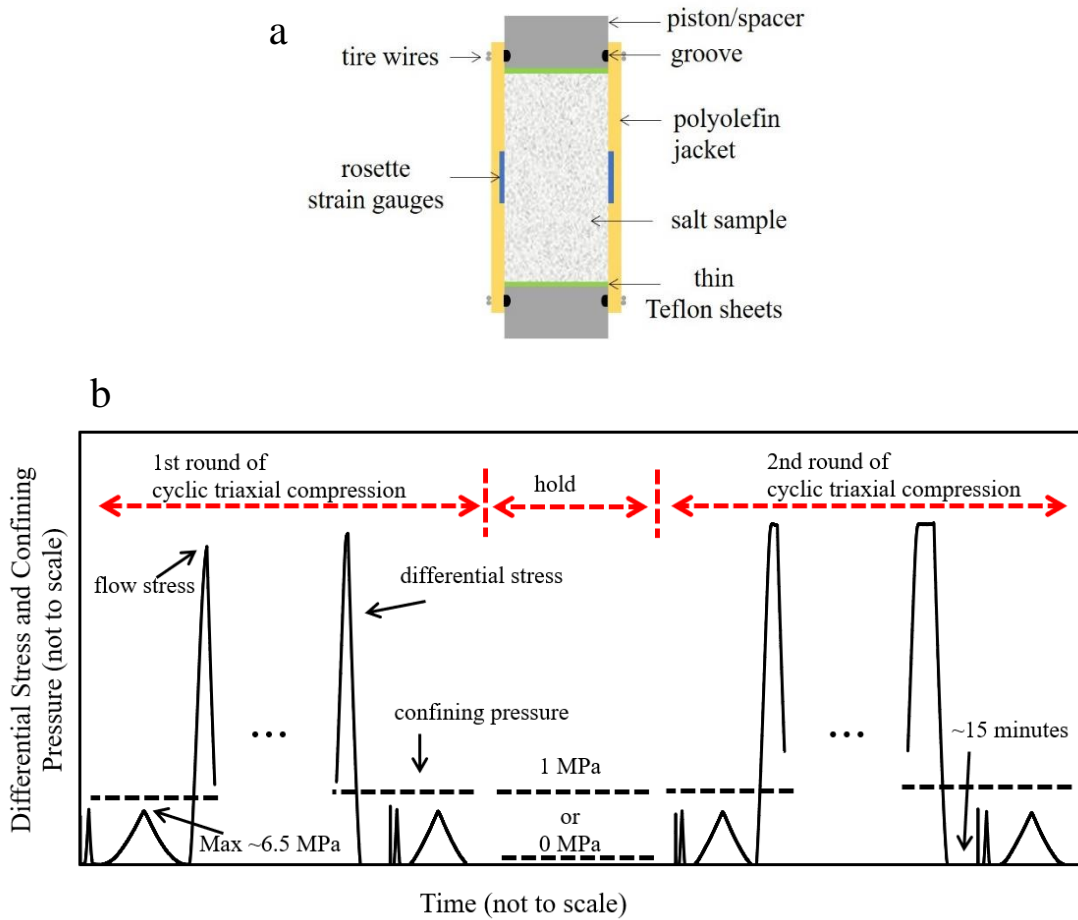 a
piston/spacer
tire wires
groove
polyolefin
jacket
rosette
strain gauges
salt sample
thin
Teflon sheets
b
Differential Stress and Confining
Pressure (not to scale)
1st round of
cyclic triaxial compression
hold
2nd round of
cyclic triaxial compression
flow stress
differential stress
...
...
confining pressure
~15 minutes
1 MPa
or
0 MPa
Max ~6.5 MPa
Time (not to scale)